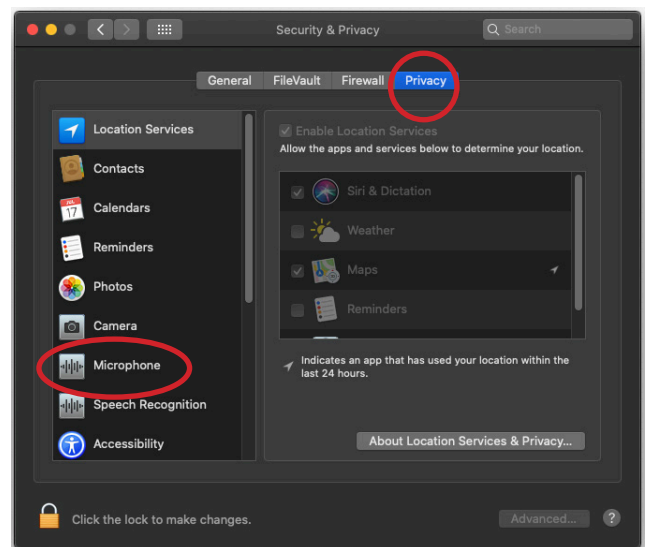 Security & Privacy
Search
General FileVault Firewall Privacy
Location Services
Contacts
JUL
17
Calendars
Reminders
Photos
Camera
Microphone
Speech Recognition
Accessibility
Enable Location Services
Allow the apps and services below to determine your location.
Siri & Dictation
Weather
Maps
Reminders
Indicates an app that has used your location within the
last 24 hours.
About Location Services & Privacy...
Click the lock to make changes.
Advanced...
?